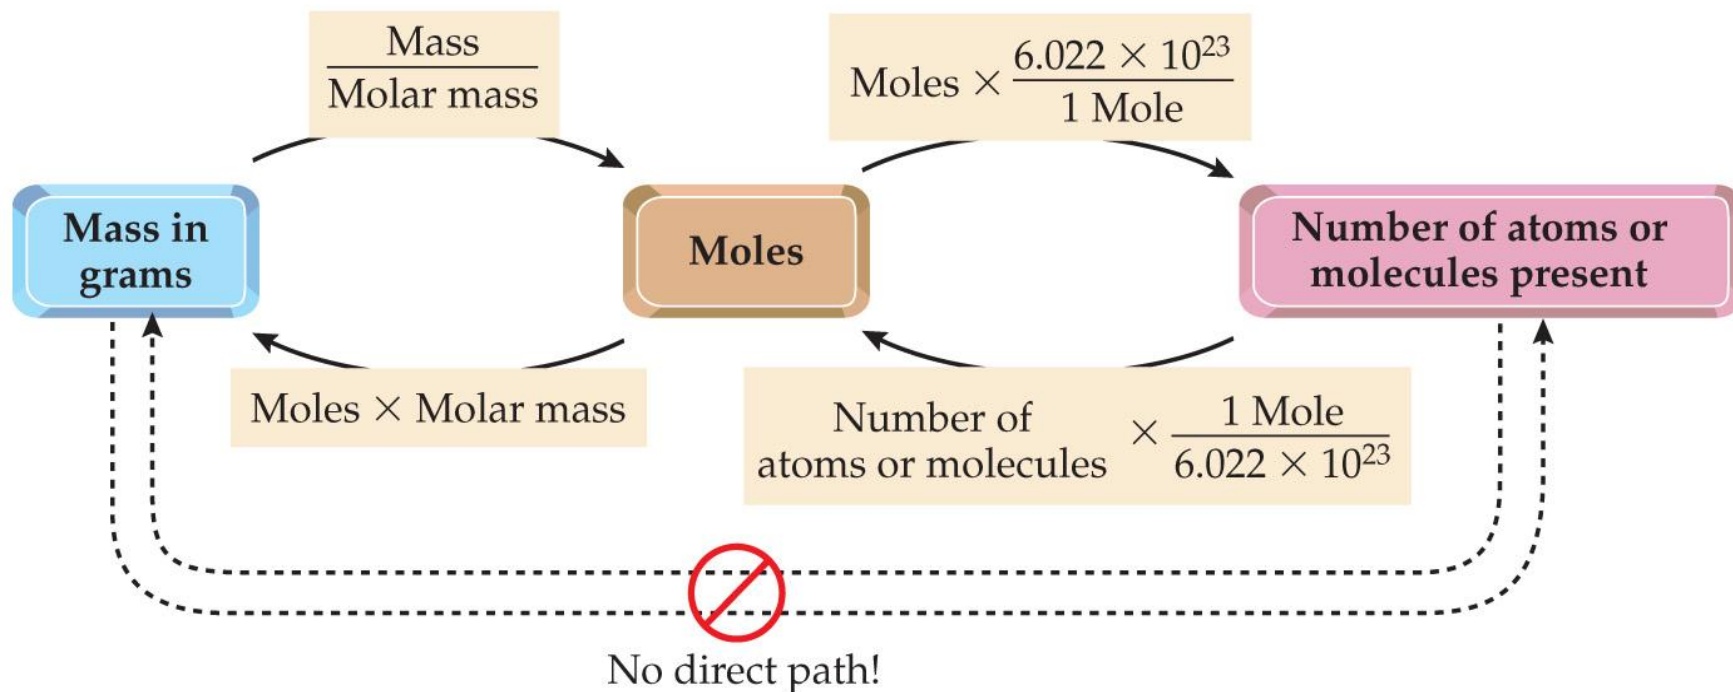 Mass
Molar mass
Moles × 6.022 × 10²³
1 Mole
Mass in
grams
Moles
Number of atoms or
molecules present
Moles × Molar mass
Number of
atoms or molecules
× 1 Mole
6.022 × 10²³
No direct path!